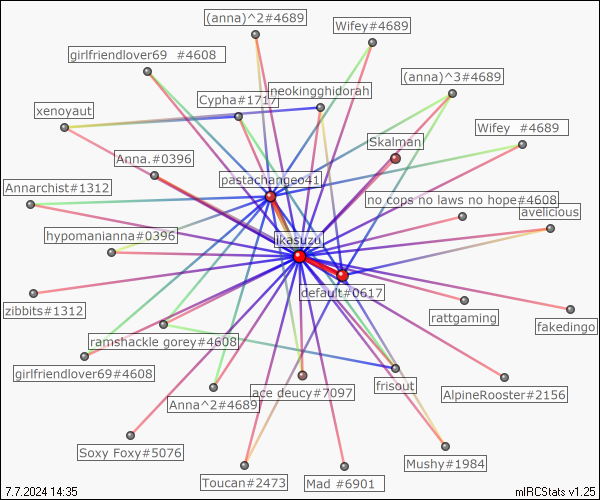 (anna)^2#4689
Wifey#4689
girlfriendlover69 #4608
(anna)^3#4689
neokingghidorah
Cypha#1717
xenoyaut
Wifey #4689
Skalman
Anna.#0396
pastachangeo41
Annarchist#1312
no cops no laws no hope#4608
avelicious
hypomanianna#0396
ikasuzu
default#0617
zibbits#1312
rattgaming
fakedingo
ramshackle gorey#4608
girlfriendlover69#4608
frisout
ace deucy#7097
AlpineRooster#2156
Anna^2#4689
Soxy Foxy#5076
Mushy#1984
Toucan#2473
Mad #6901
7.7.2024 14:35
mIRCStats v1.25